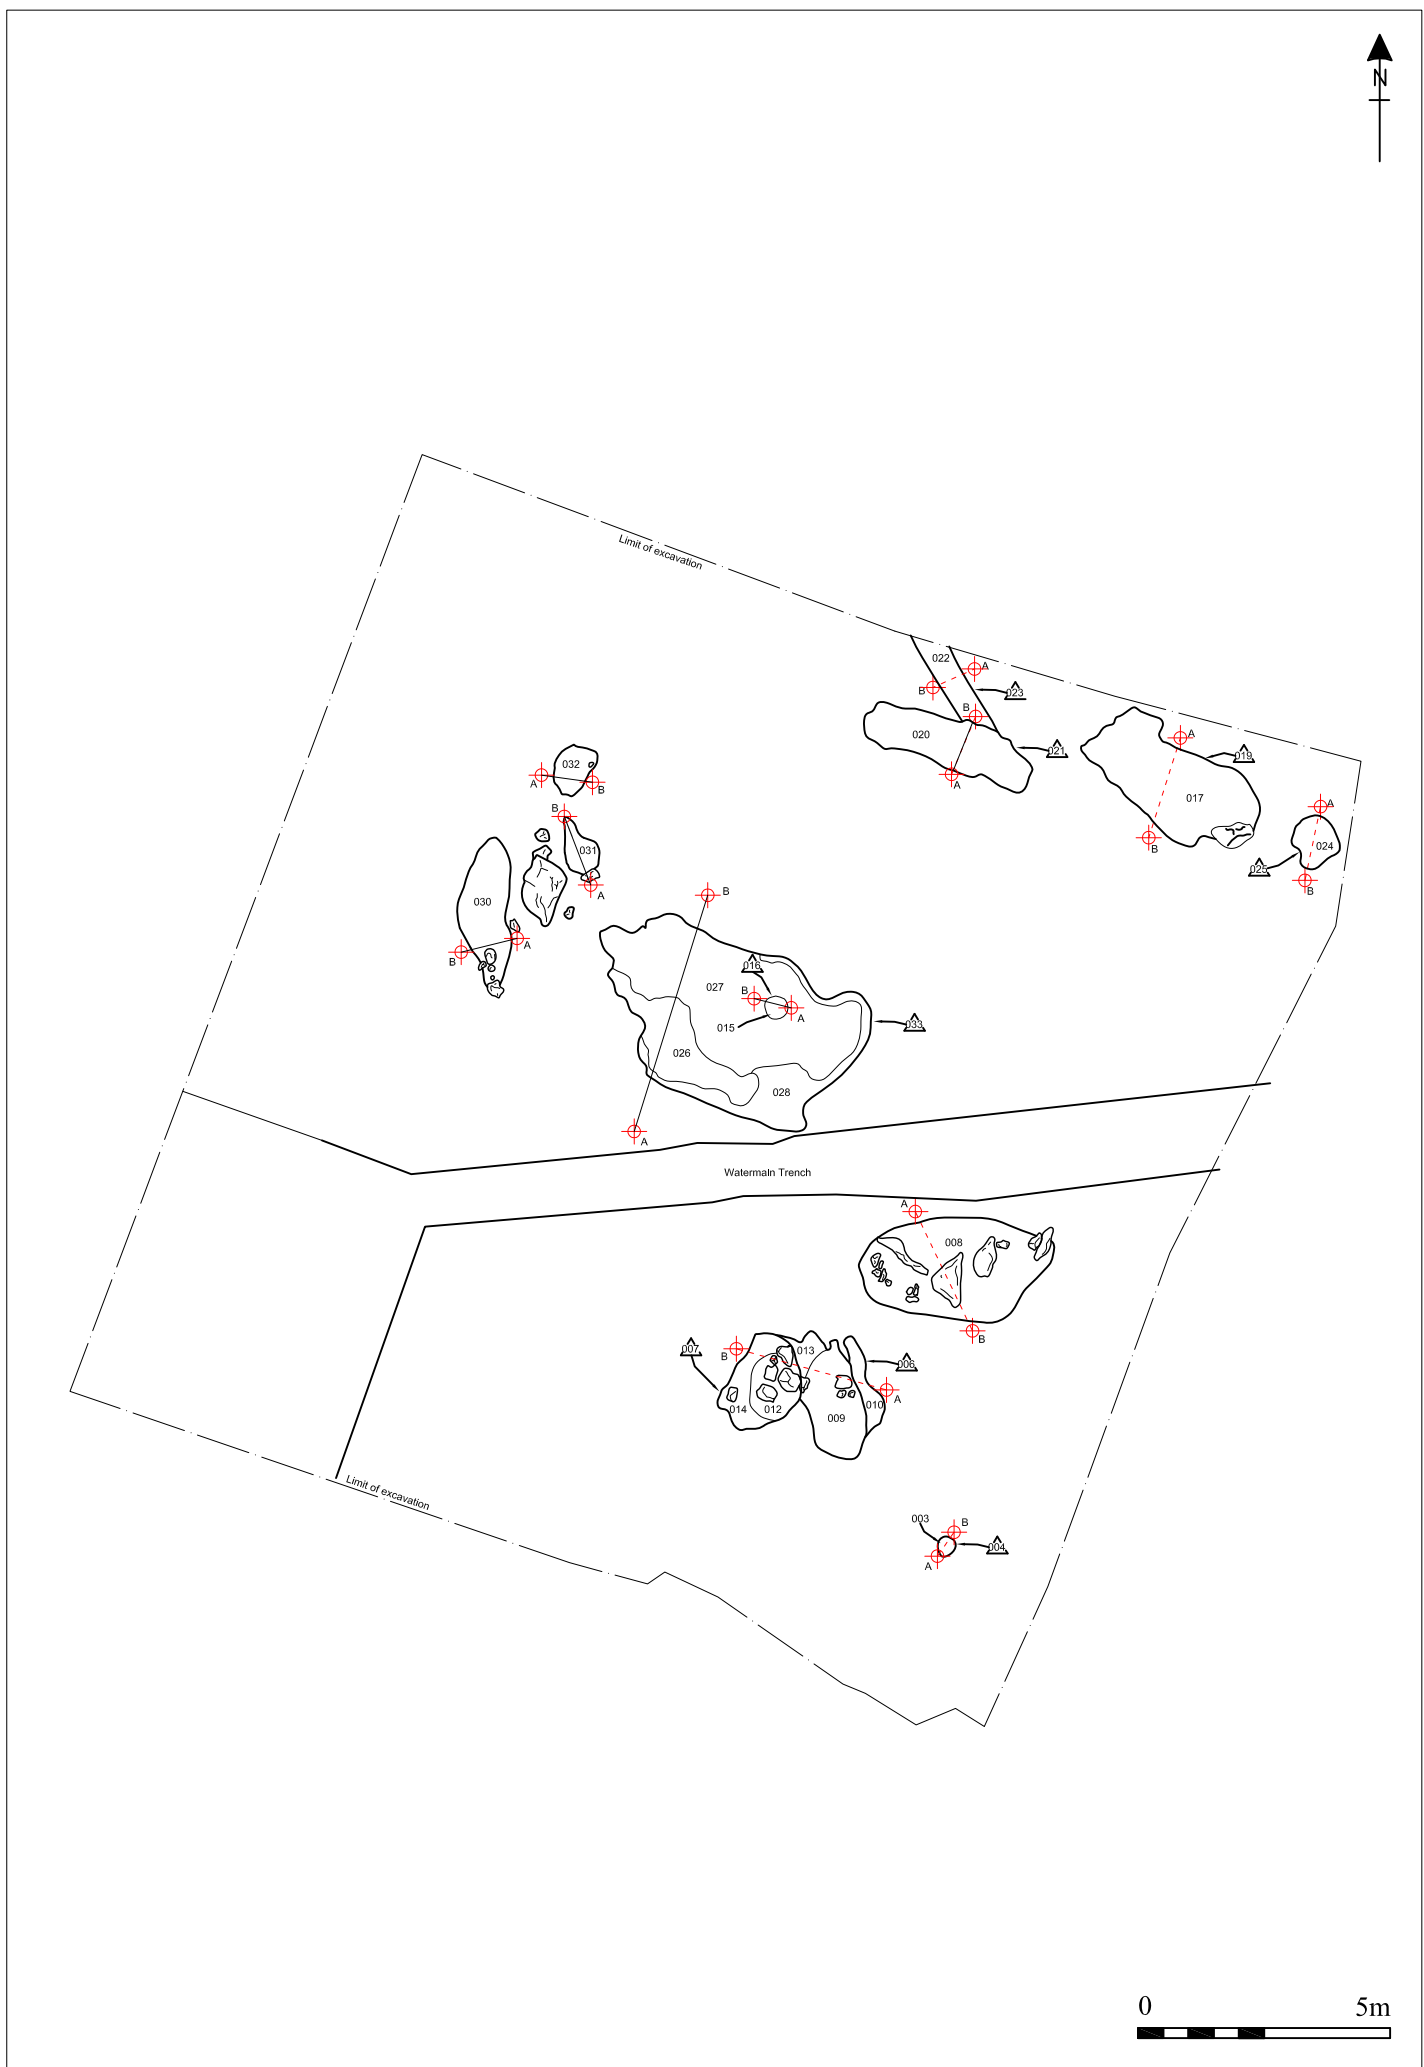 N
Limit of excavation
022
A
B
023
B
020
021
A
A
019
017
B
A
024
025
B
032
A
B
B
031
A
030
A
B
B
016
027
B
A
015
033
026
028
A
Watermain Trench
A
008
B
007
B
013
006
A
010
014
012
009
Limit of excavation
003
B
004
A
0 5m